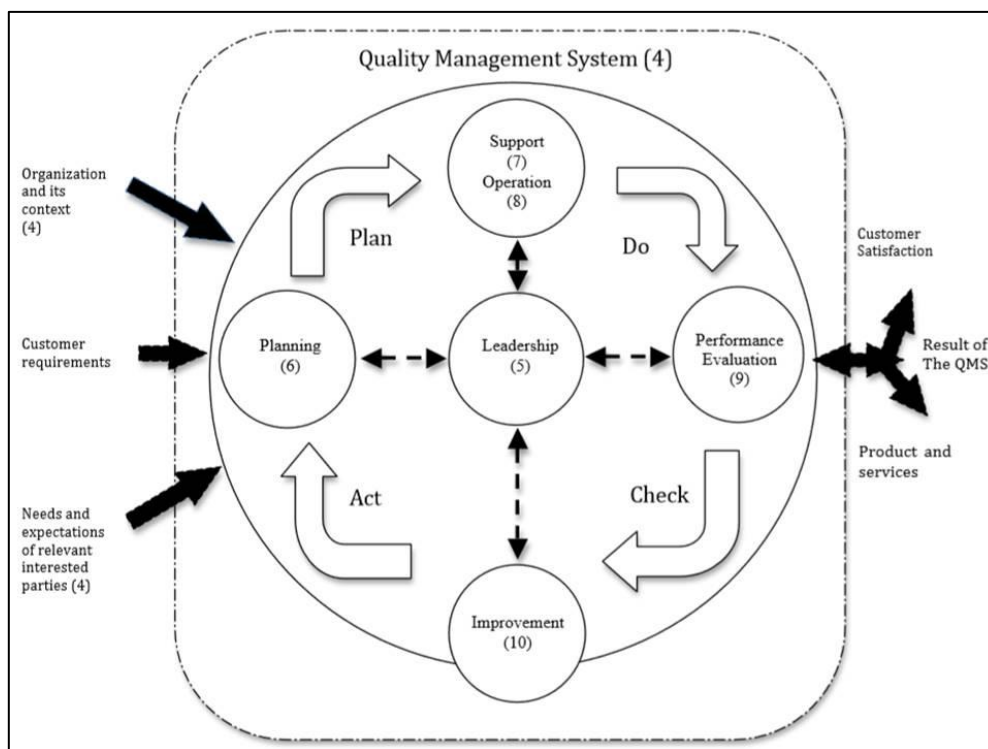 Quality Management System (4)
Support
(7)
Operation
(8)
Organization
and its
context
(4)
Plan
Do
Customer
Satisfaction
Customer
requirements
Planning
(6)
Leadership
(5)
Performance
Evaluation
(9)
Result of
The QMS
Product and
services
Act
Check
Needs and
expectations
of relevant
interested
parties (4)
Improvement
(10)